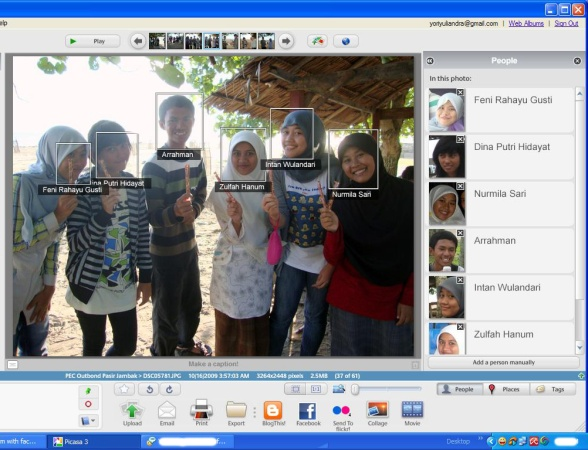 elp
yoriyuliandra@gmail.com | Web Albums | Sign Out
Play
People
In this photo:
Feni Rahayu Gusti
Dina Putri Hidayat
Nurmila Sari
Arrahman
Intan Wulandari
Zulfah Hanum
Add a person manually
Arrahman
Intan Wulandari
Dina Putri Hidayat
Feni Rahayu Gusti
Zulfah Hanum
Nurmila Sari
Make a caption!
PEC Outbond Pasir Jambak > DSC05781.JPG 10/16/2009 3:57:03 AM 3264x2448 pixels 2.5MB (37 of 61)
1:1
People
Places
Tags
Upload
Email
Print
Export
BlogThis!
Facebook
Send To flickr!
Collage
Movie
m with Fac...
Picasa 3
f...
Desktop